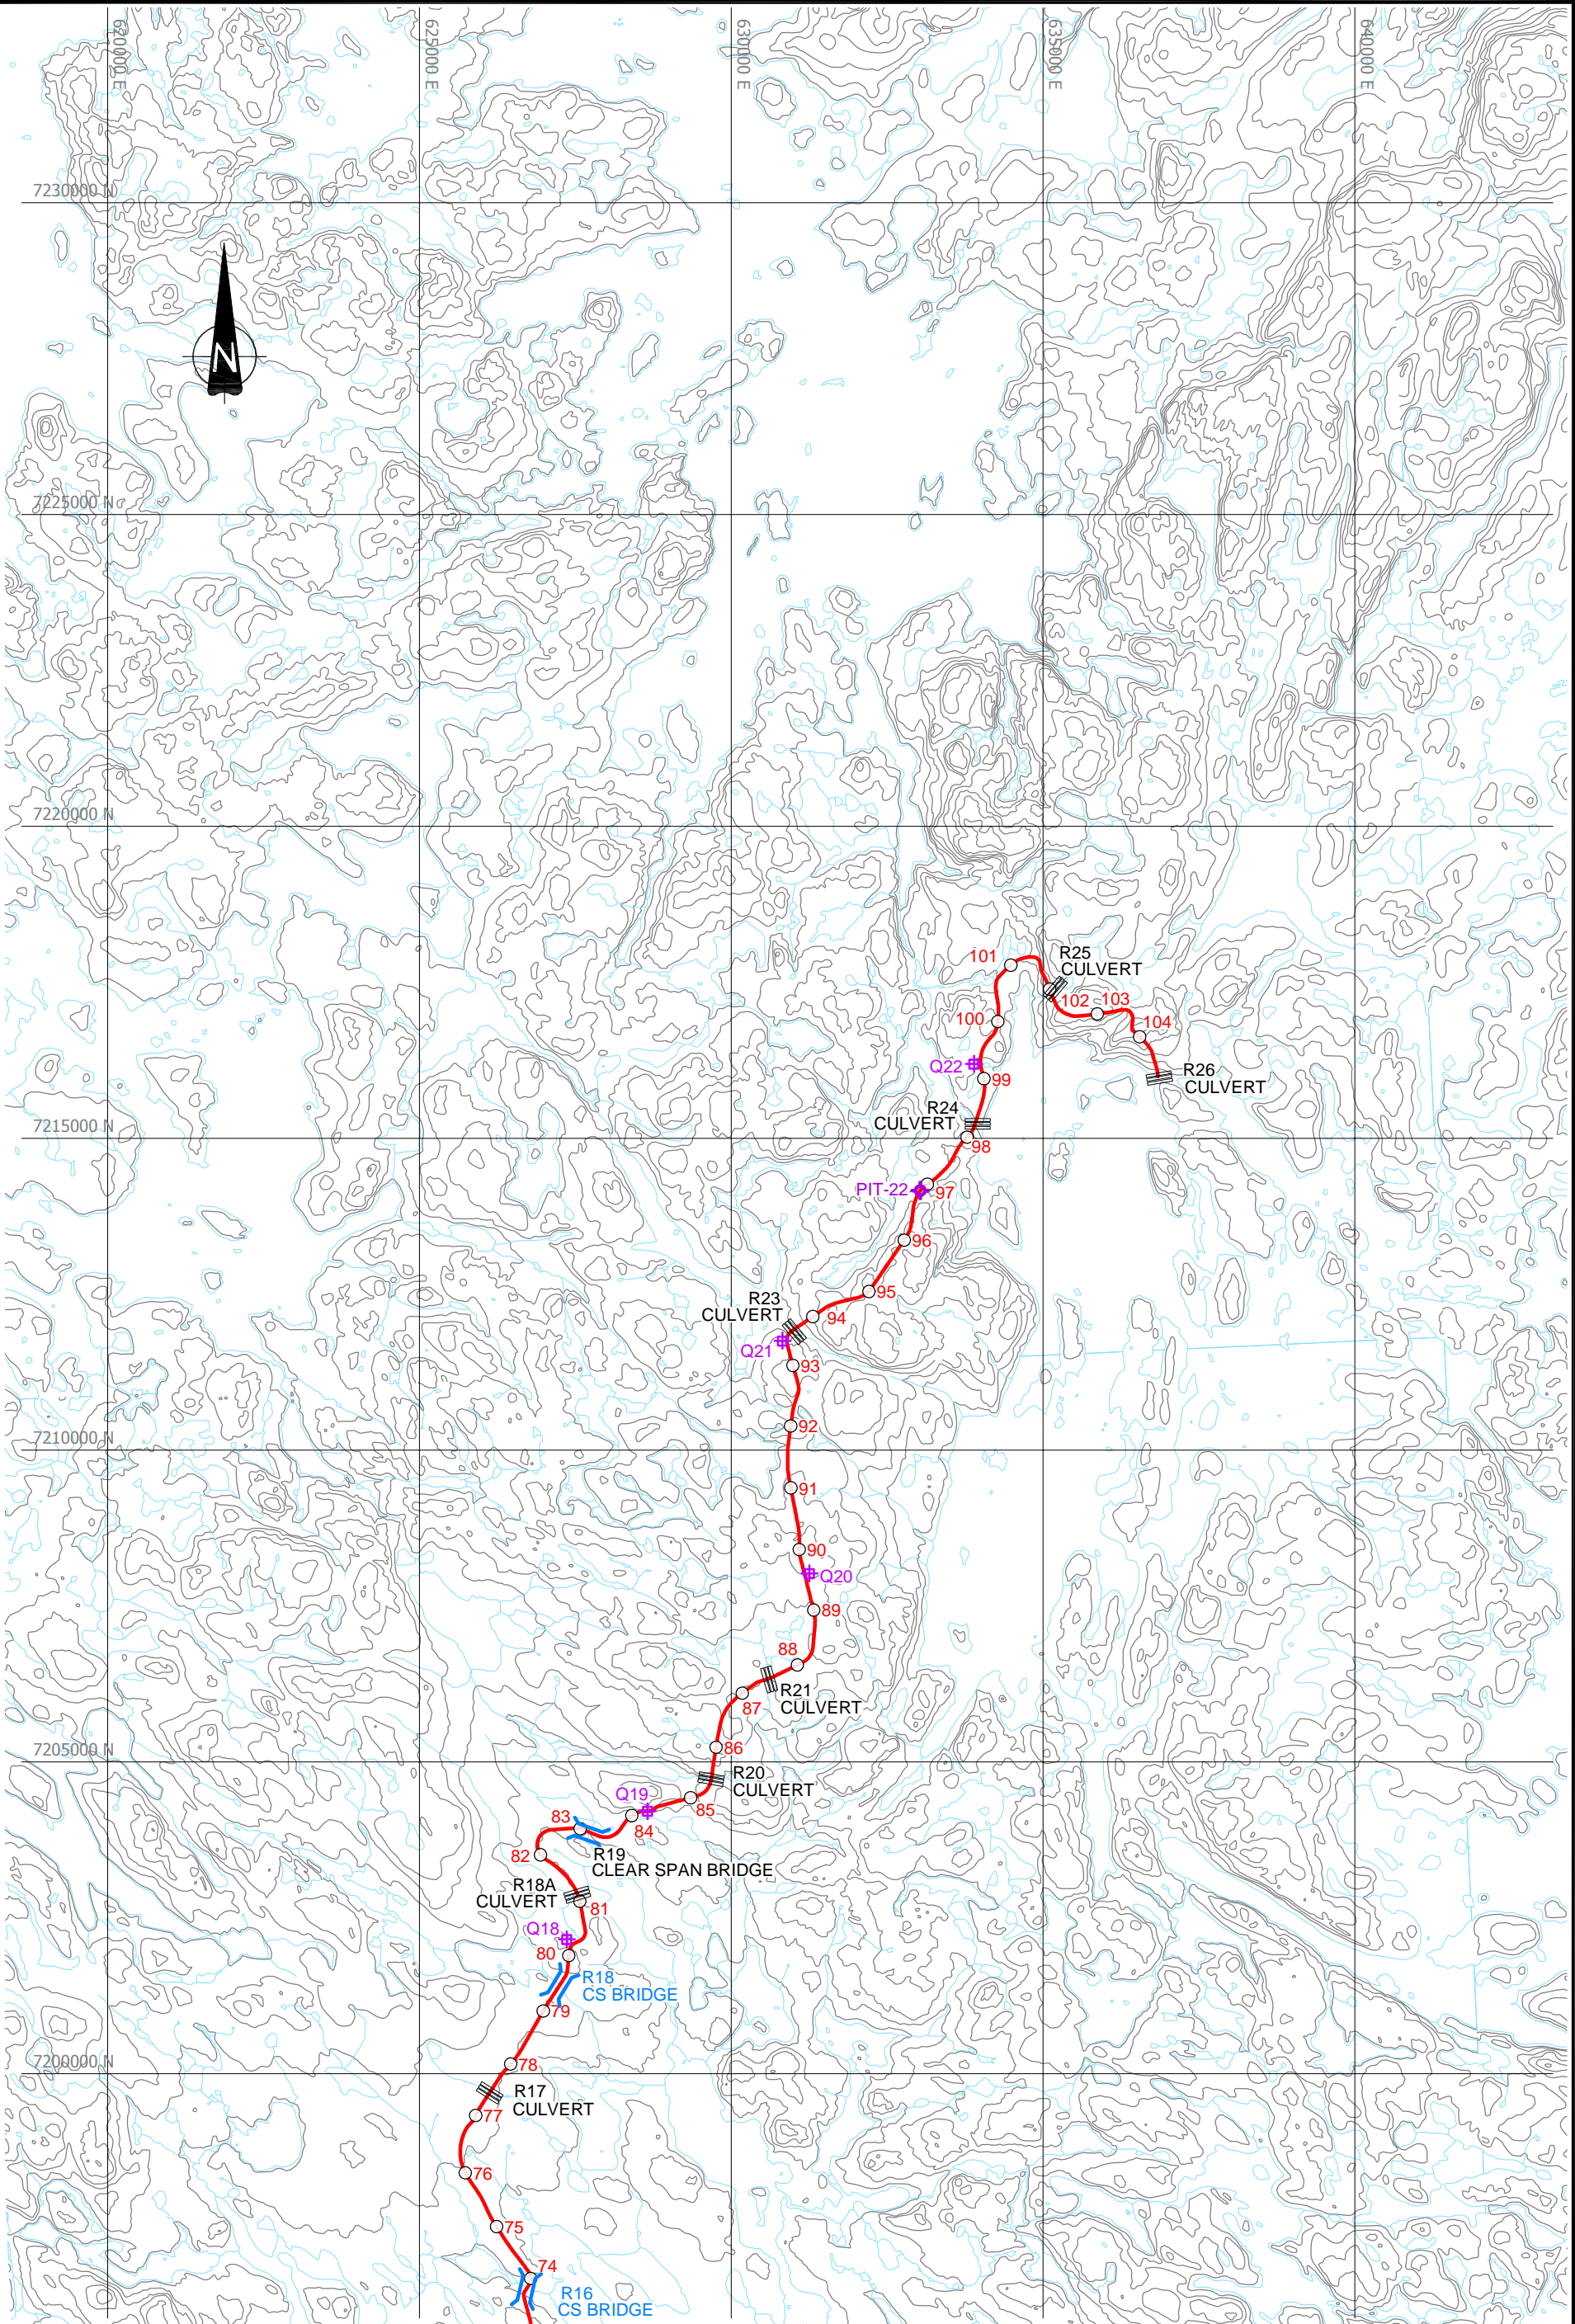 620000 E
625000 E
630000 E
635000 E
640000 E
7230000 N
N
7225000 N
7220000 N
101
R25
CULVERT
102
103
100
104
Q22
99
R26
CULVERT
R24
CULVERT
7215000 N
98
PIT-22
97
96
95
R23
CULVERT
94
Q21
93
92
7210000 N
91
90
Q20
89
88
R21
CULVERT
87
86
7205000 N
R20
CULVERT
Q19
85
83
84
82
R19
CLEAR SPAN BRIDGE
R18A
CULVERT
81
Q18
80
R18
CS BRIDGE
79
7200000 N
78
R17
CULVERT
77
76
75
74
R16
CS BRIDGE